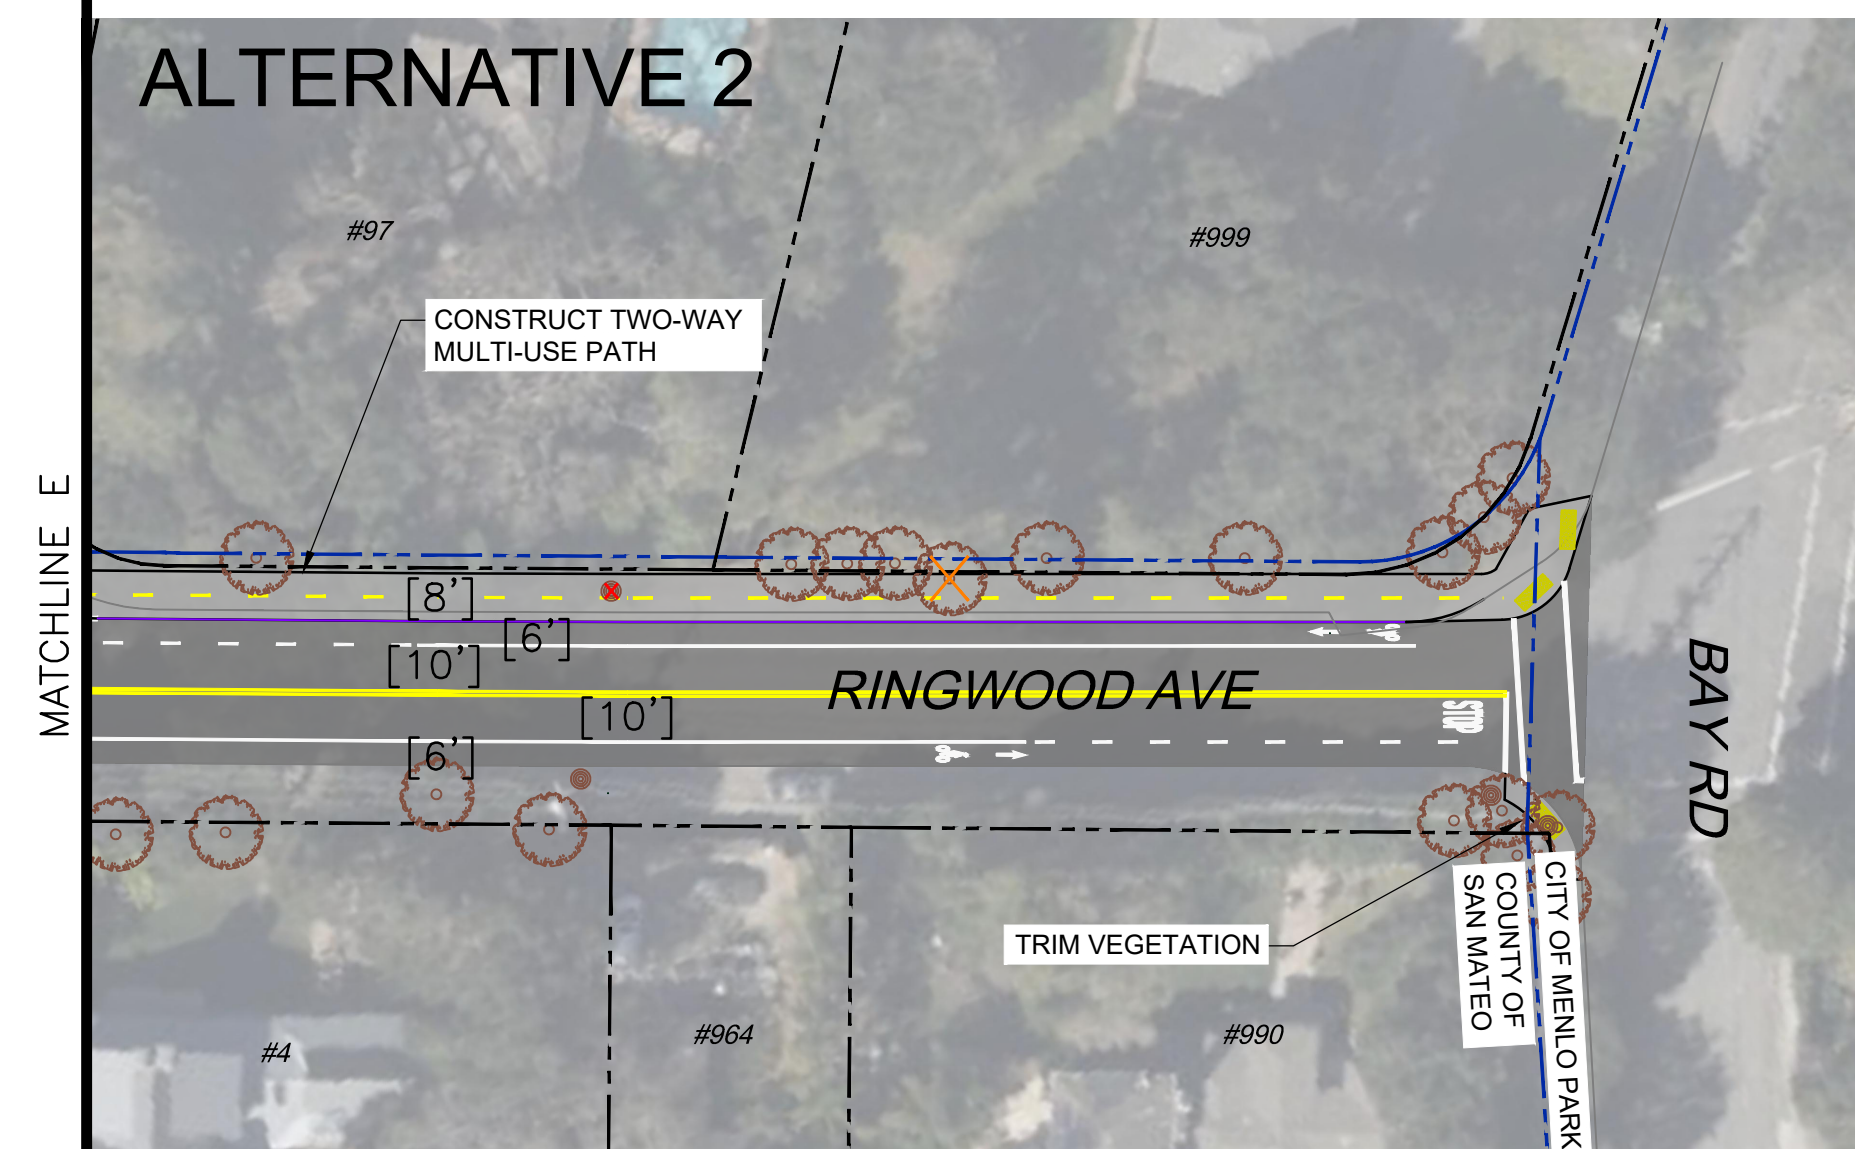 ALTERNATIVE 2
#97
#999
CONSTRUCT TWO-WAY
MULTI-USE PATH
MATCHLINE E
[8']
[6']
[10']
RINGWOOD AVE
[10']
STOP
[6']
BAY RD
TRIM VEGETATION
CITY OF MENLO PARK
COUNTY OF
SAN MATEO
#4
#964
#990